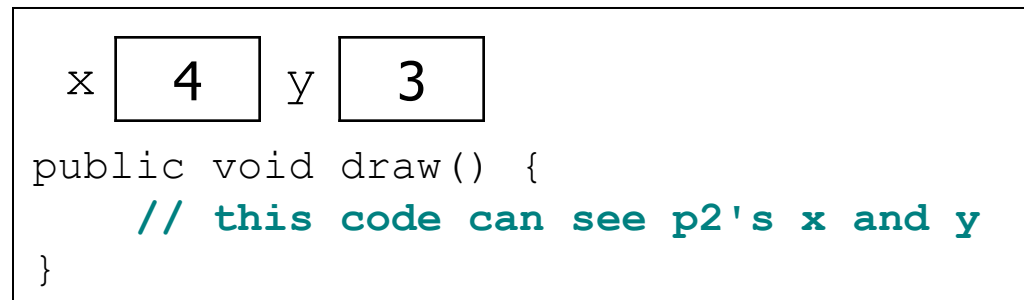 x 4 y 3
public void draw() {
    // this code can see p2's x and y
}